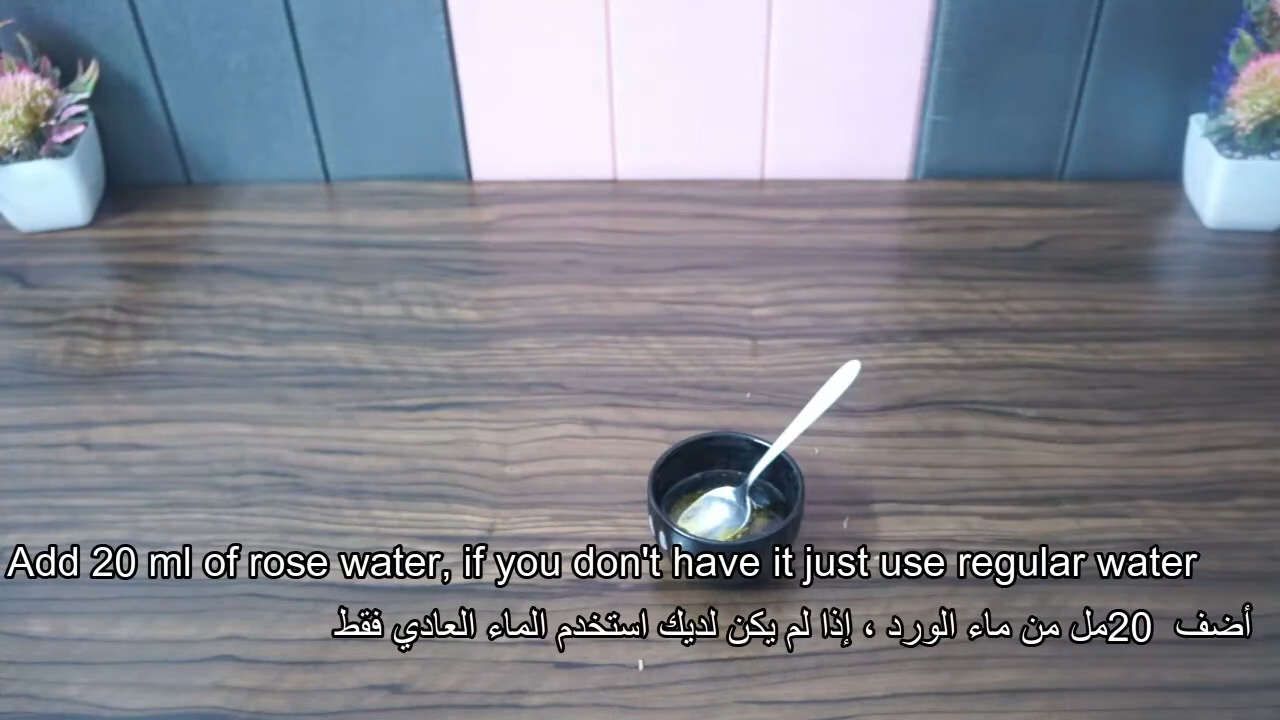 Add 20 ml of rose water, if you don't have it just use regular water
أضف  20مل من ماء الورد ، إذا لم يكن لديك استخدم الماء العادي فقط